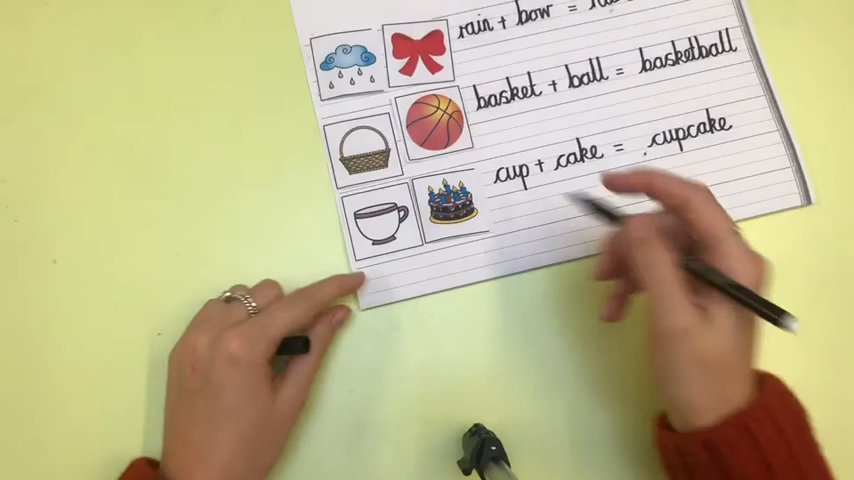 rain + bow =
basket + ball = basketball
cup + cake = cupcake